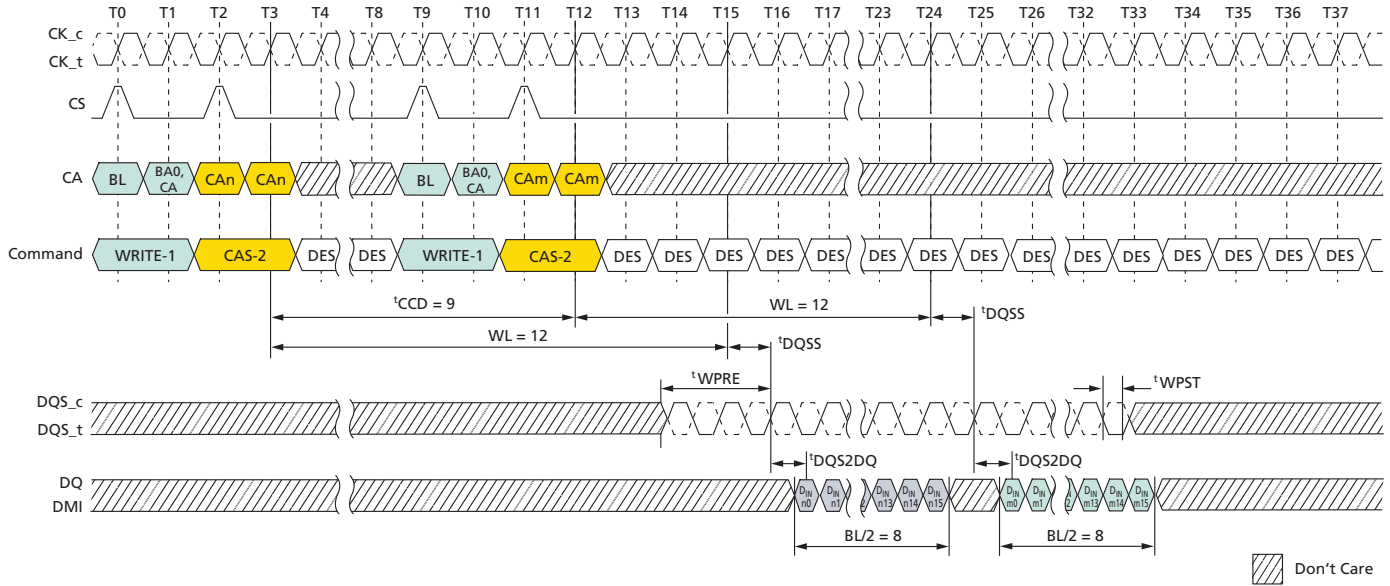 T0 T1 T2 T3 T4 T8 T9 T10 T11 T12 T13 T14 T15 T16 T17 T23 T24 T25 T26 T32 T33 T34 T35 T36 T37
CK_c
CK_t
CS
CA BL BA0, CA CAn CAn BL BA0, CA CAm CAm
Command WRITE-1 CAS-2 DES DES WRITE-1 CAS-2 DES DES DES DES DES DES DES DES DES DES DES DES DES DES DES
tCCD = 9 WL = 12 tDQSS
WL = 12 tDQSS
tWPRE tWPST
DQS_c
DQS_t
tDQS2DQ tDQS2DQ
DQ
DMI
DIN n0 DIN n1 DIN n13 DIN n14 DIN n15 DIN m0 DIN m1 DIN m13 DIN m14 DIN m15
BL/2 = 8 BL/2 = 8
Don't Care